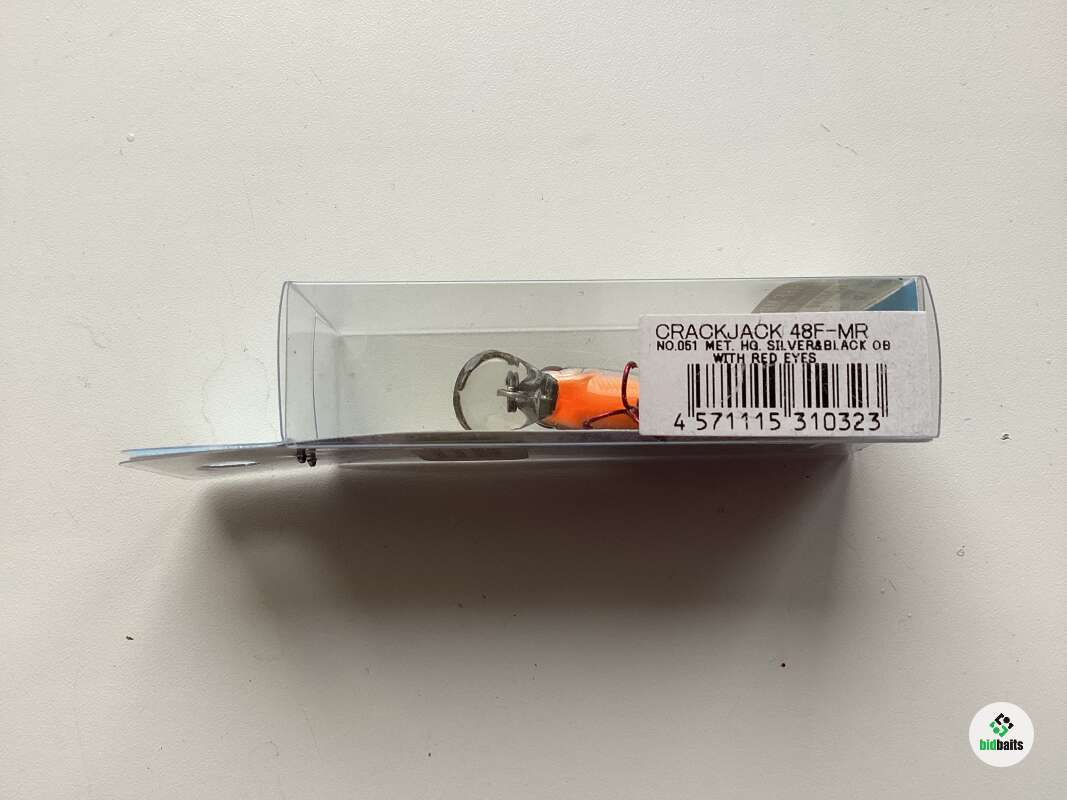 CRACKJACK 48F-MR
NO.051 MET. HG. SILVER&BLACK OB
WITH RED EYES
4 571115 310323
bidbaits